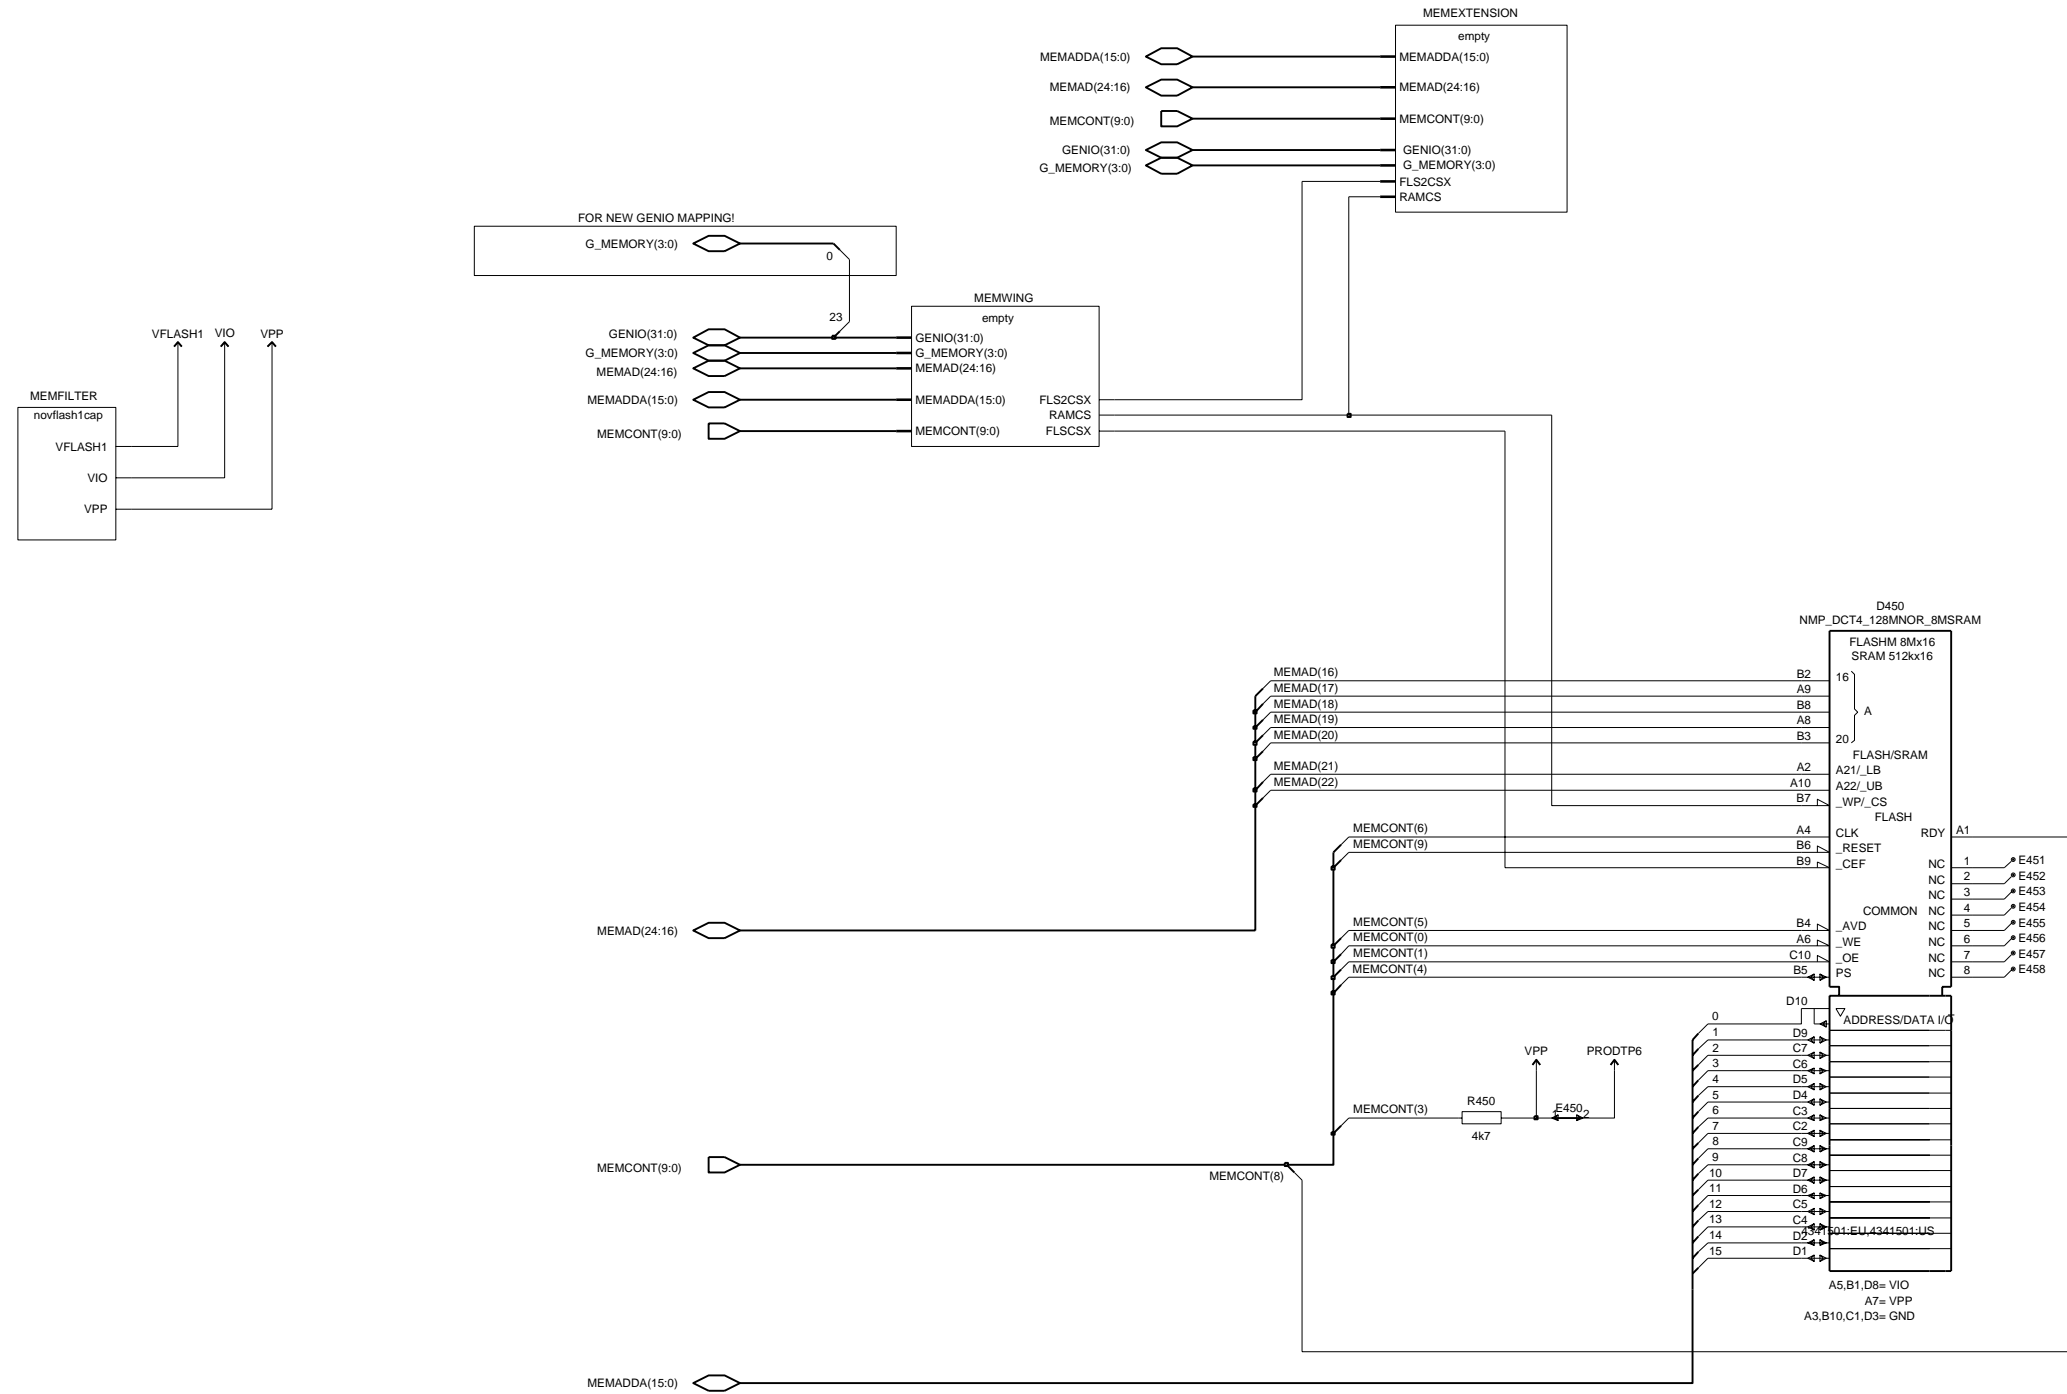 MEMEXTENSION
empty
MEMADDA(15:0) MEMADDA(15:0)
MEMAD(24:16) MEMAD(24:16)
MEMCONT(9:0) MEMCONT(9:0)
GENIO(31:0) GENIO(31:0)
G_MEMORY(3:0) G_MEMORY(3:0)
FLS2CSX
RAMCS
FOR NEW GENIO MAPPING!
G_MEMORY(3:0)
0
23
MEMWING
empty
GENIO(31:0) GENIO(31:0)
G_MEMORY(3:0) G_MEMORY(3:0)
MEMAD(24:16) MEMAD(24:16)
MEMADDA(15:0) MEMADDA(15:0) FLS2CSX
RAMCS
MEMCONT(9:0) MEMCONT(9:0) FLSCSX
VFLASH1 VIO VPP
MEMFILTER
novflash1cap
VFLASH1
VIO
VPP
D450
NMP_DCT4_128MNOR_8MSRAM
FLASHM 8Mx16
SRAM 512kx16
MEMAD(16) B2 16
MEMAD(17) A9
MEMAD(18) B8 A
MEMAD(19) A8
MEMAD(20) B3 20
FLASH/SRAM
MEMAD(21) A2 A21/_LB
MEMAD(22) A10 A22/_UB
B7 _WP/_CS
FLASH
MEMCONT(6) A4 CLK RDY A1
MEMCONT(9) B6 _RESET
B9 _CEF NC 1 E451
NC 2 E452
NC 3 E453
COMMON NC 4 E454
MEMAD(24:16)
MEMCONT(5) B4 _AVD NC 5 E455
MEMCONT(0) A6 _WE NC 6 E456
MEMCONT(1) C10 _OE NC 7 E457
MEMCONT(4) B5 PS NC 8 E458
D10
0 ADDRESS/DATA I/O
1 D9
2 C7
3 C6
4 D5
5 D4
6 C3
7 C2
8 C9
9 C8
10 D7
11 D6
12 C5
13 C4
4341501:EU,4341501:US
14 D2
15 D1
VPP PRODTP6
MEMCONT(3) R450 1 E450 2
4k7
MEMCONT(9:0)
MEMCONT(8)
A5,B1,D8= VIO
A7= VPP
A3,B10,C1,D3= GND
MEMADDA(15:0)